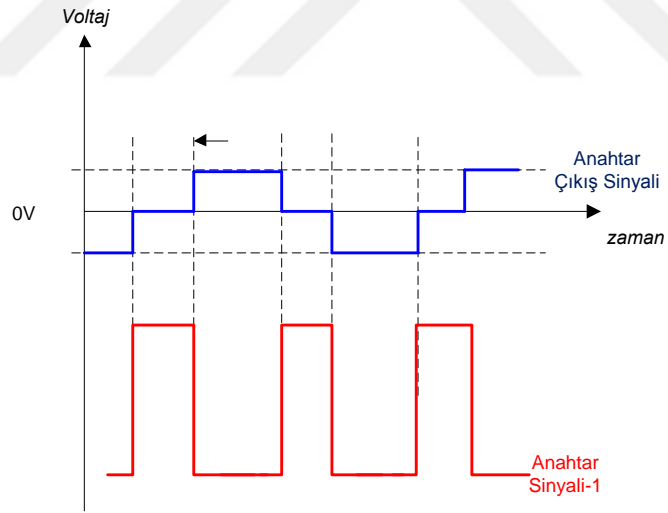 Voltaj
Anahtar
Çıkış Sinyali
0V
zaman
Anahtar
Sinyali-1